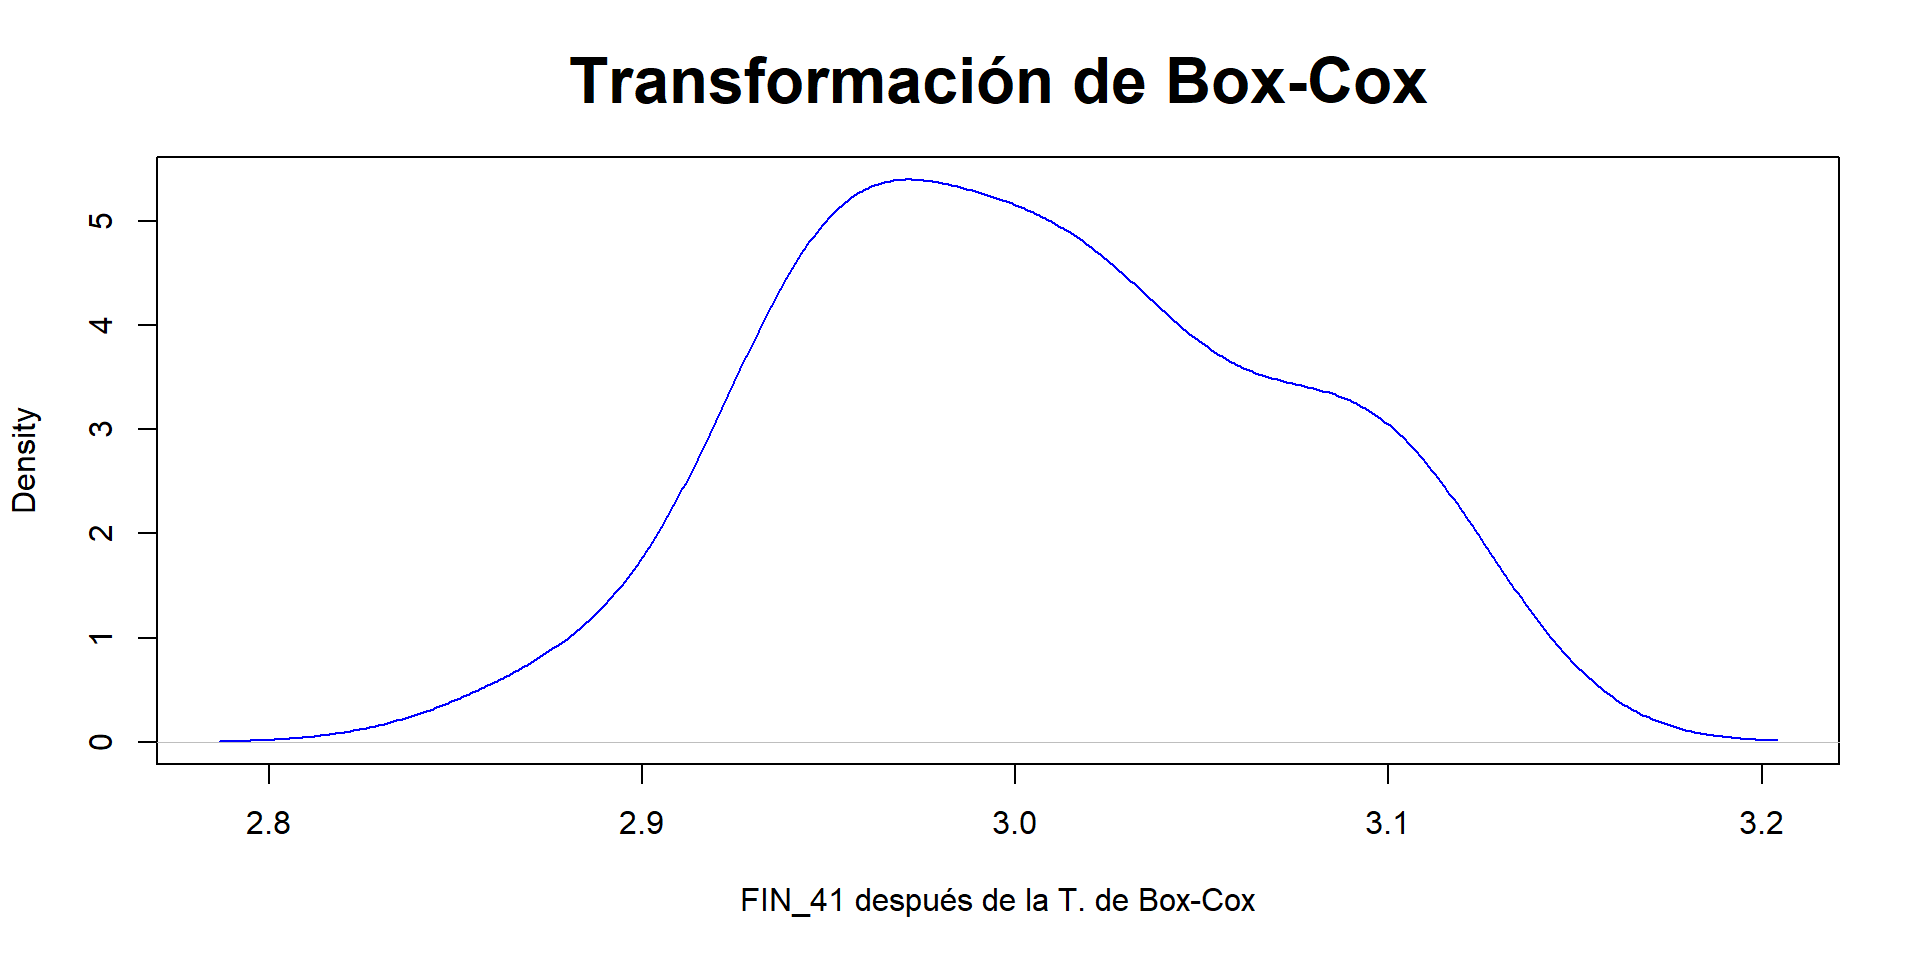 Transformación de Box-Cox
Density
5
4
3
2
1
0
2.8 2.9 3.0 3.1 3.2
FIN_41 después de la T. de Box-Cox